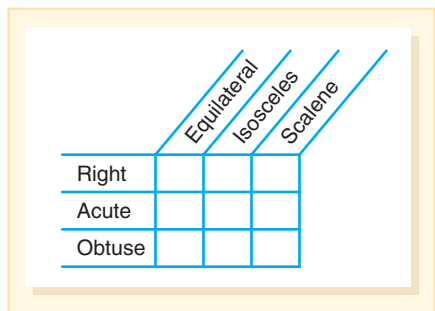 Equilateral
Isosceles
Scalene
Right
Acute
Obtuse